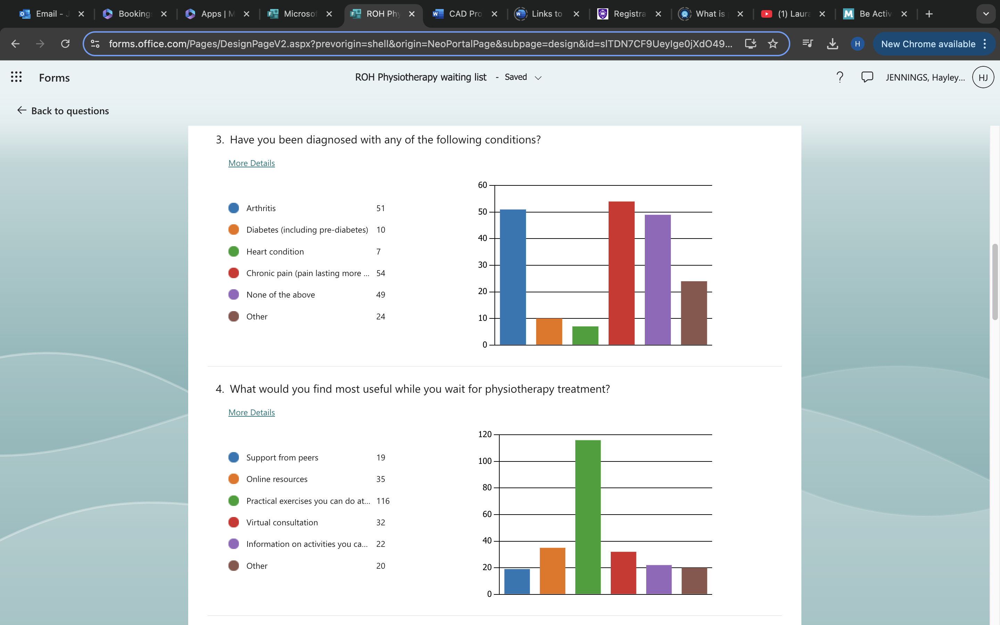 Email - J
Booking
Apps | M
Microsof
ROH Phy
CAD Pro
Links to
Registra
What is
(1) Laura
Be Activ
forms.office.com/Pages/DesignPageV2.aspx?prevorigin=shell&origin=NeoPortalPage&subpage=design&id=slTDN7CF9UeyIge0jXdO49...
H
New Chrome available
Forms
ROH Physiotherapy waiting list - Saved
JENNINGS, Hayley...
HJ
Back to questions
3. Have you been diagnosed with any of the following conditions?
More Details
Arthritis 51
Diabetes (including pre-diabetes) 10
Heart condition 7
Chronic pain (pain lasting more ... 54
None of the above 49
Other 24
60
50
40
30
20
10
0
4. What would you find most useful while you wait for physiotherapy treatment?
More Details
Support from peers 19
Online resources 35
Practical exercises you can do at... 116
Virtual consultation 32
Information on activities you ca... 22
Other 20
120
100
80
60
40
20
0